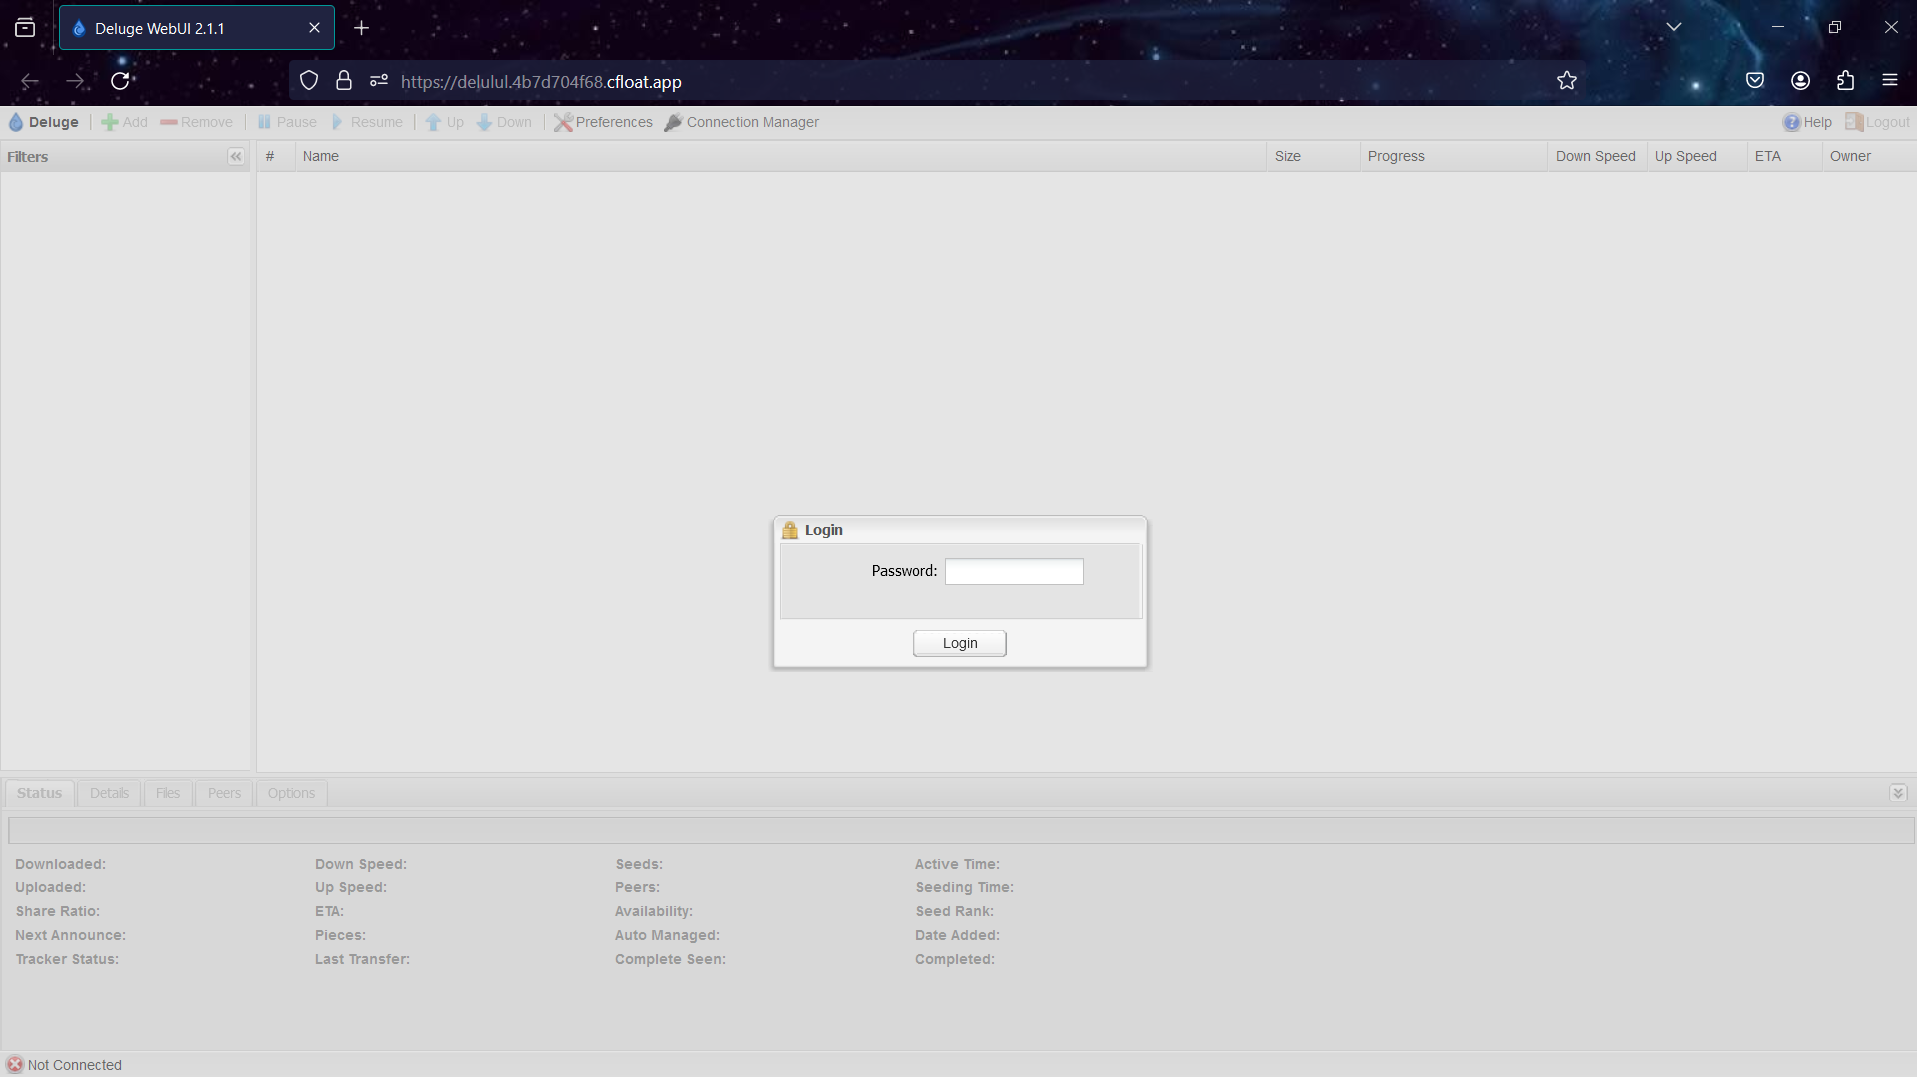 Deluge WebUI 2.1.1
https://delulul.4b7d704f68.cfloat.app
Deluge Add Remove Pause Resume Up Down Preferences Connection Manager Help Logout
Filters # Name Size Progress Down Speed Up Speed ETA Owner
Login
Password:
Login
Status Details Files Peers Options
Downloaded: Down Speed: Seeds: Active Time:
Uploaded: Up Speed: Peers: Seeding Time:
Share Ratio: ETA: Availability: Seed Rank:
Next Announce: Pieces: Auto Managed: Date Added:
Tracker Status: Last Transfer: Complete Seen: Completed:
Not Connected